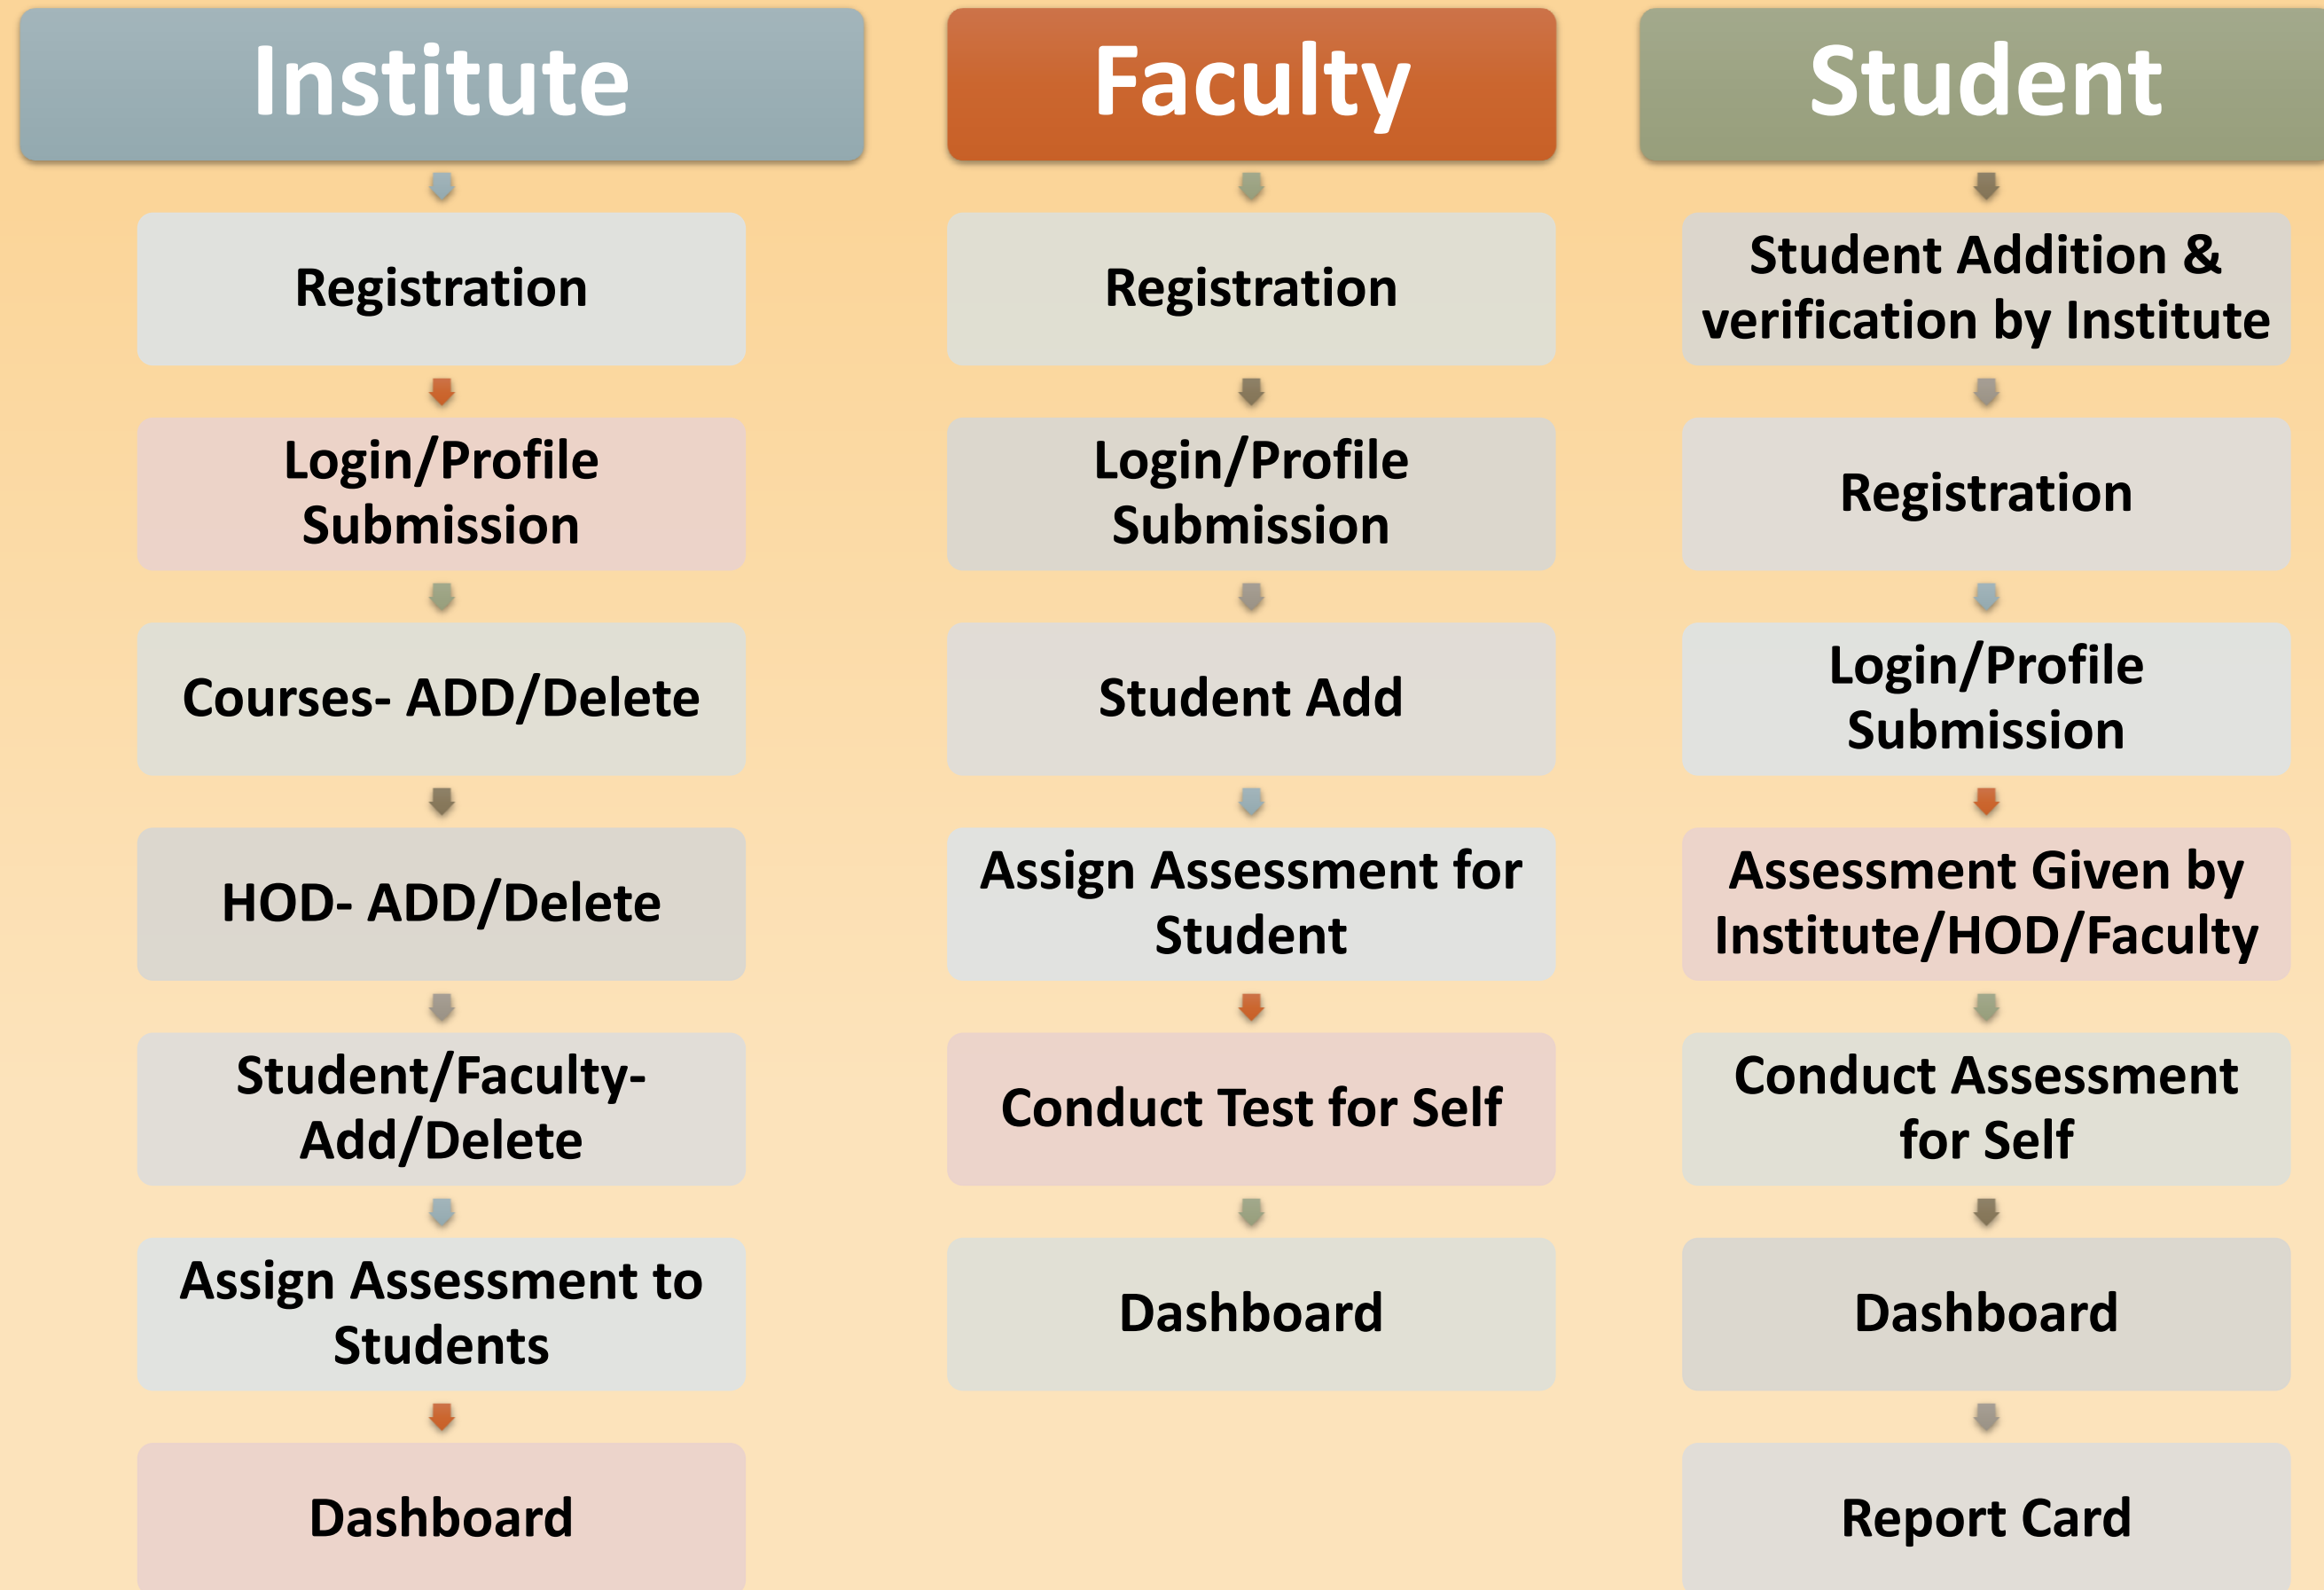 Institute
Registration
Login/Profile
Submission
Courses- ADD/Delete
HOD- ADD/Delete
Student/Faculty-
Add/Delete
Assign Assessment to
Students
Dashboard
Faculty
Registration
Login/Profile
Submission
Student Add
Assign Assessment for
Student
Conduct Test for Self
Dashboard
Student
Student Addition &
verification by Institute
Registration
Login/Profile
Submission
Assessment Given by
Institute/HOD/Faculty
Conduct Assessment
for Self
Dashboard
Report Card